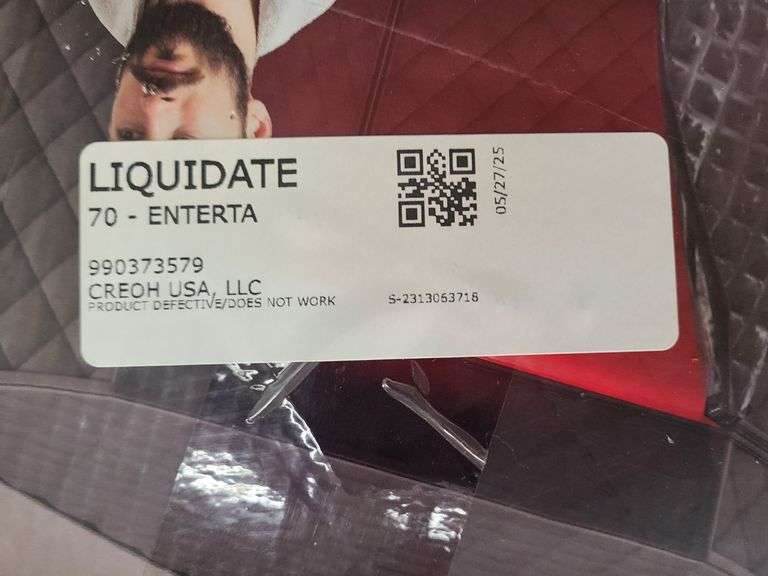 LIQUIDATE
70 - ENTERTA
05/27/25
990373579
CREOH USA, LLC
PRODUCT DEFECTIVE/DOES NOT WORK
S-2313063718